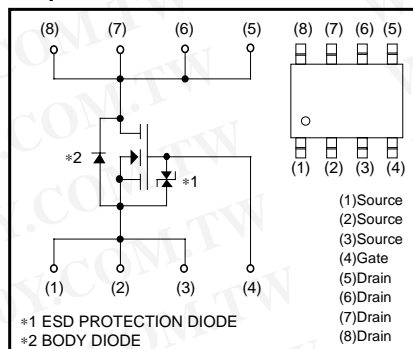 (8) (7) (6) (5)
(8) (7) (6) (5)
∗2
∗1
(1) (2) (3) (4)
(1) (2) (3) (4)
(1)Source
(2)Source
(3)Source
(4)Gate
(5)Drain
(6)Drain
(7)Drain
(8)Drain
∗1 ESD PROTECTION DIODE
∗2 BODY DIODE
.COM.TW